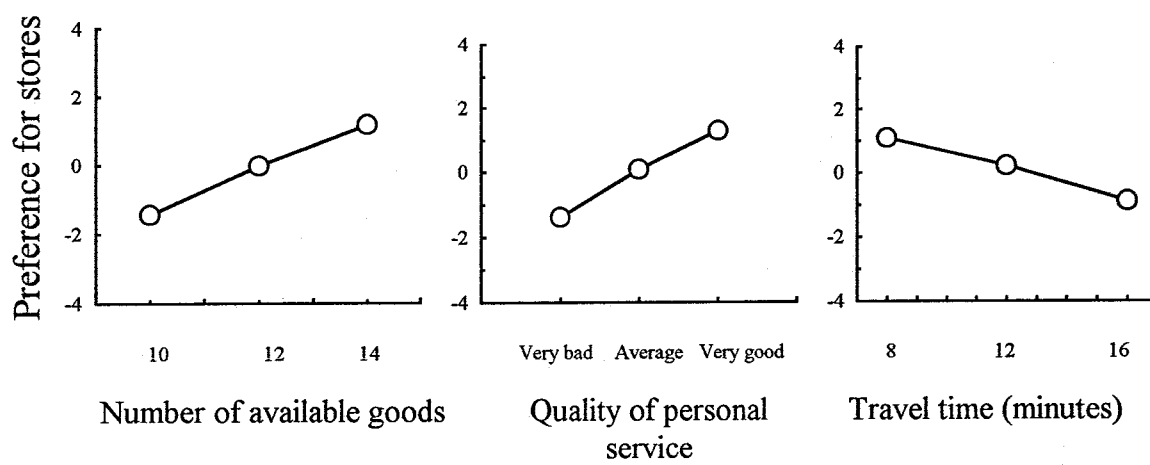 Preference for stores
4
2
0
-2
-4
10 12 14
Number of available goods
4
2
0
-2
-4
Very bad Average Very good
Quality of personal
service
4
2
0
-2
-4
8 12 16
Travel time (minutes)